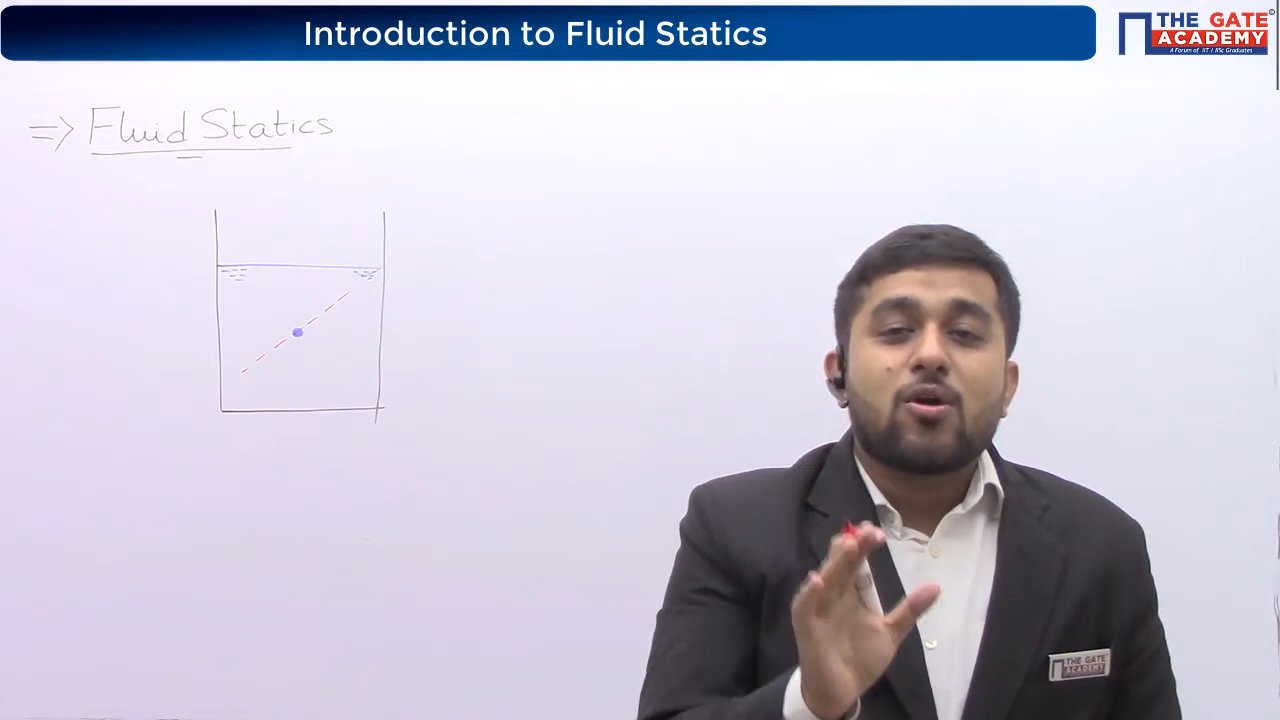 Introduction to Fluid Statics
THE GATE
ACADEMY
A Forum of IIT / IISc Graduates
©
=> Fluid Statics
THE GATE
ACADEMY